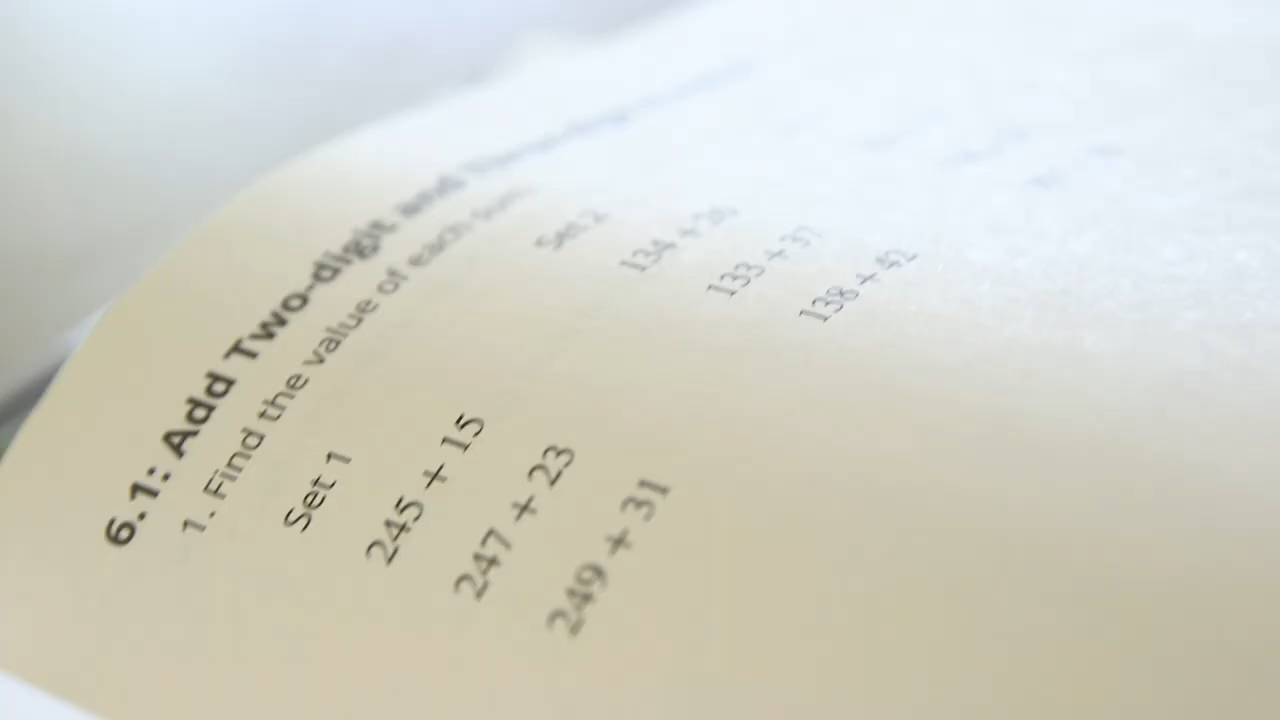 6.1: Add Two-digit and
1. Find the value of each sum
Set 1
245 + 15
247 + 23
249 + 31
Set 2
134 + 26
133 + 37
138 + 42